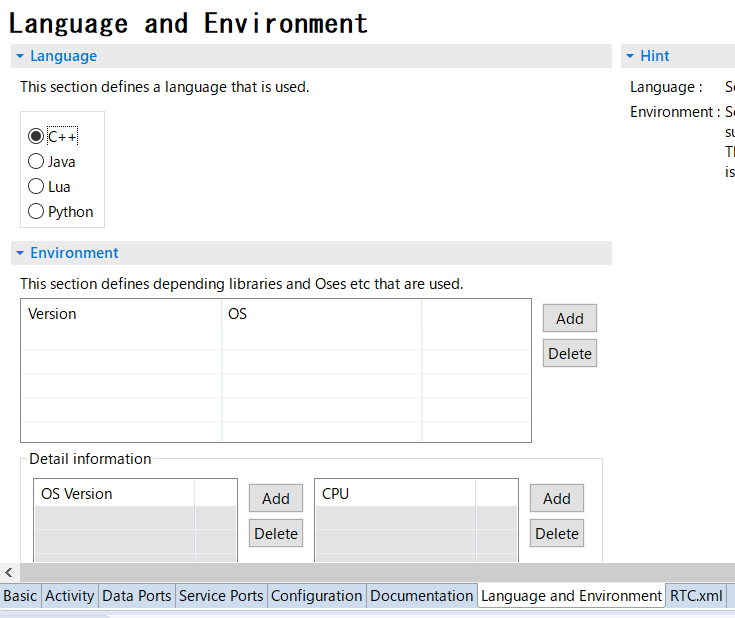 Language and Environment
Language
This section defines a language that is used.
C++
Java
Lua
Python
Environment
This section defines depending libraries and Oses etc that are used.
Version OS
Add
Delete
Detail information
OS Version
Add
Delete
CPU
Add
Delete
Hint
Language :
Environment :
is
Basic Activity Data Ports Service Ports Configuration Documentation Language and Environment RTC.xml